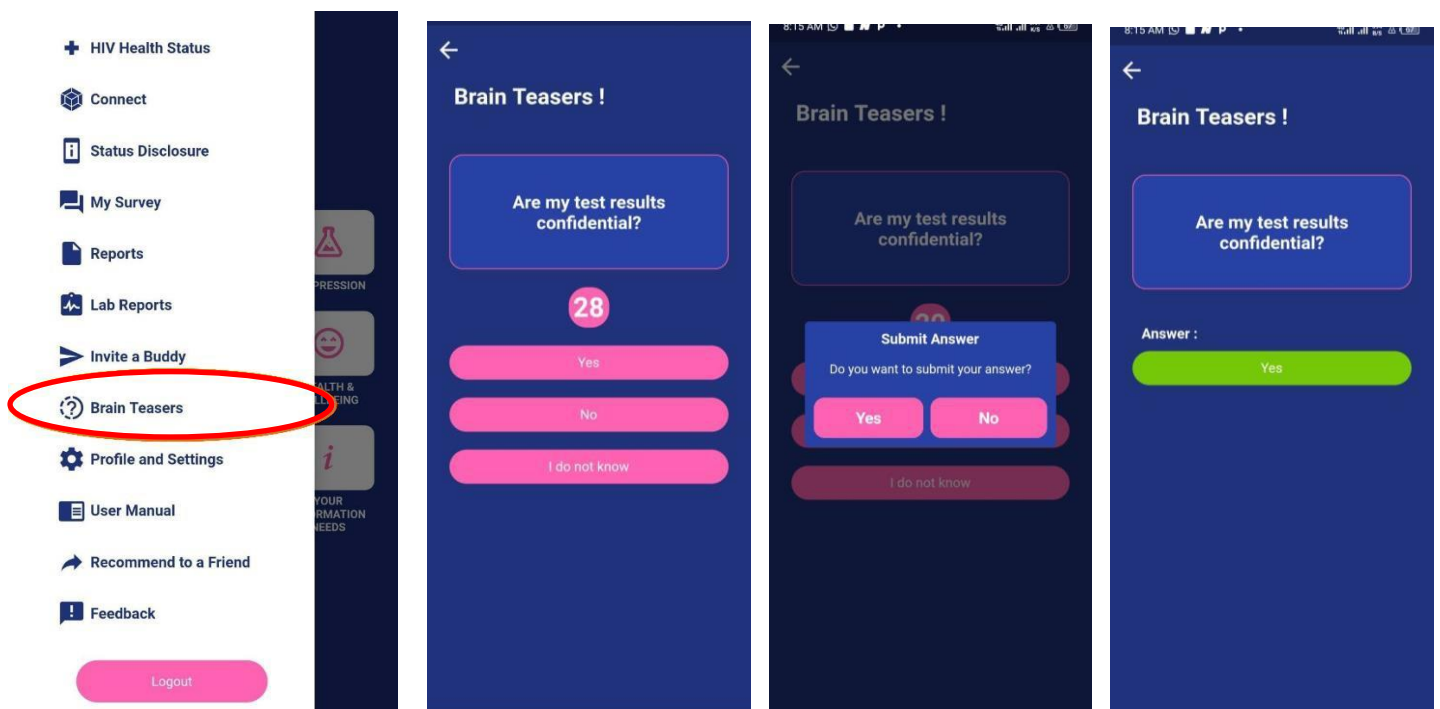 HIV Health Status
Connect
Status Disclosure
My Survey
Reports
Lab Reports
Invite a Buddy
Brain Teasers
Profile and Settings
User Manual
Recommend to a Friend
Feedback
Logout
PRESSION
ALTH &
EING
YOUR
RMATION
NEEDS
i
Brain Teasers !
Are my test results
confidential?
28
Yes
No
I do not know
8:15 AM
Brain Teasers !
Are my test results
confidential?
Submit Answer
Do you want to submit your answer?
Yes
No
I do not know
8:15 AM
Brain Teasers !
Are my test results
confidential?
Answer :
Yes